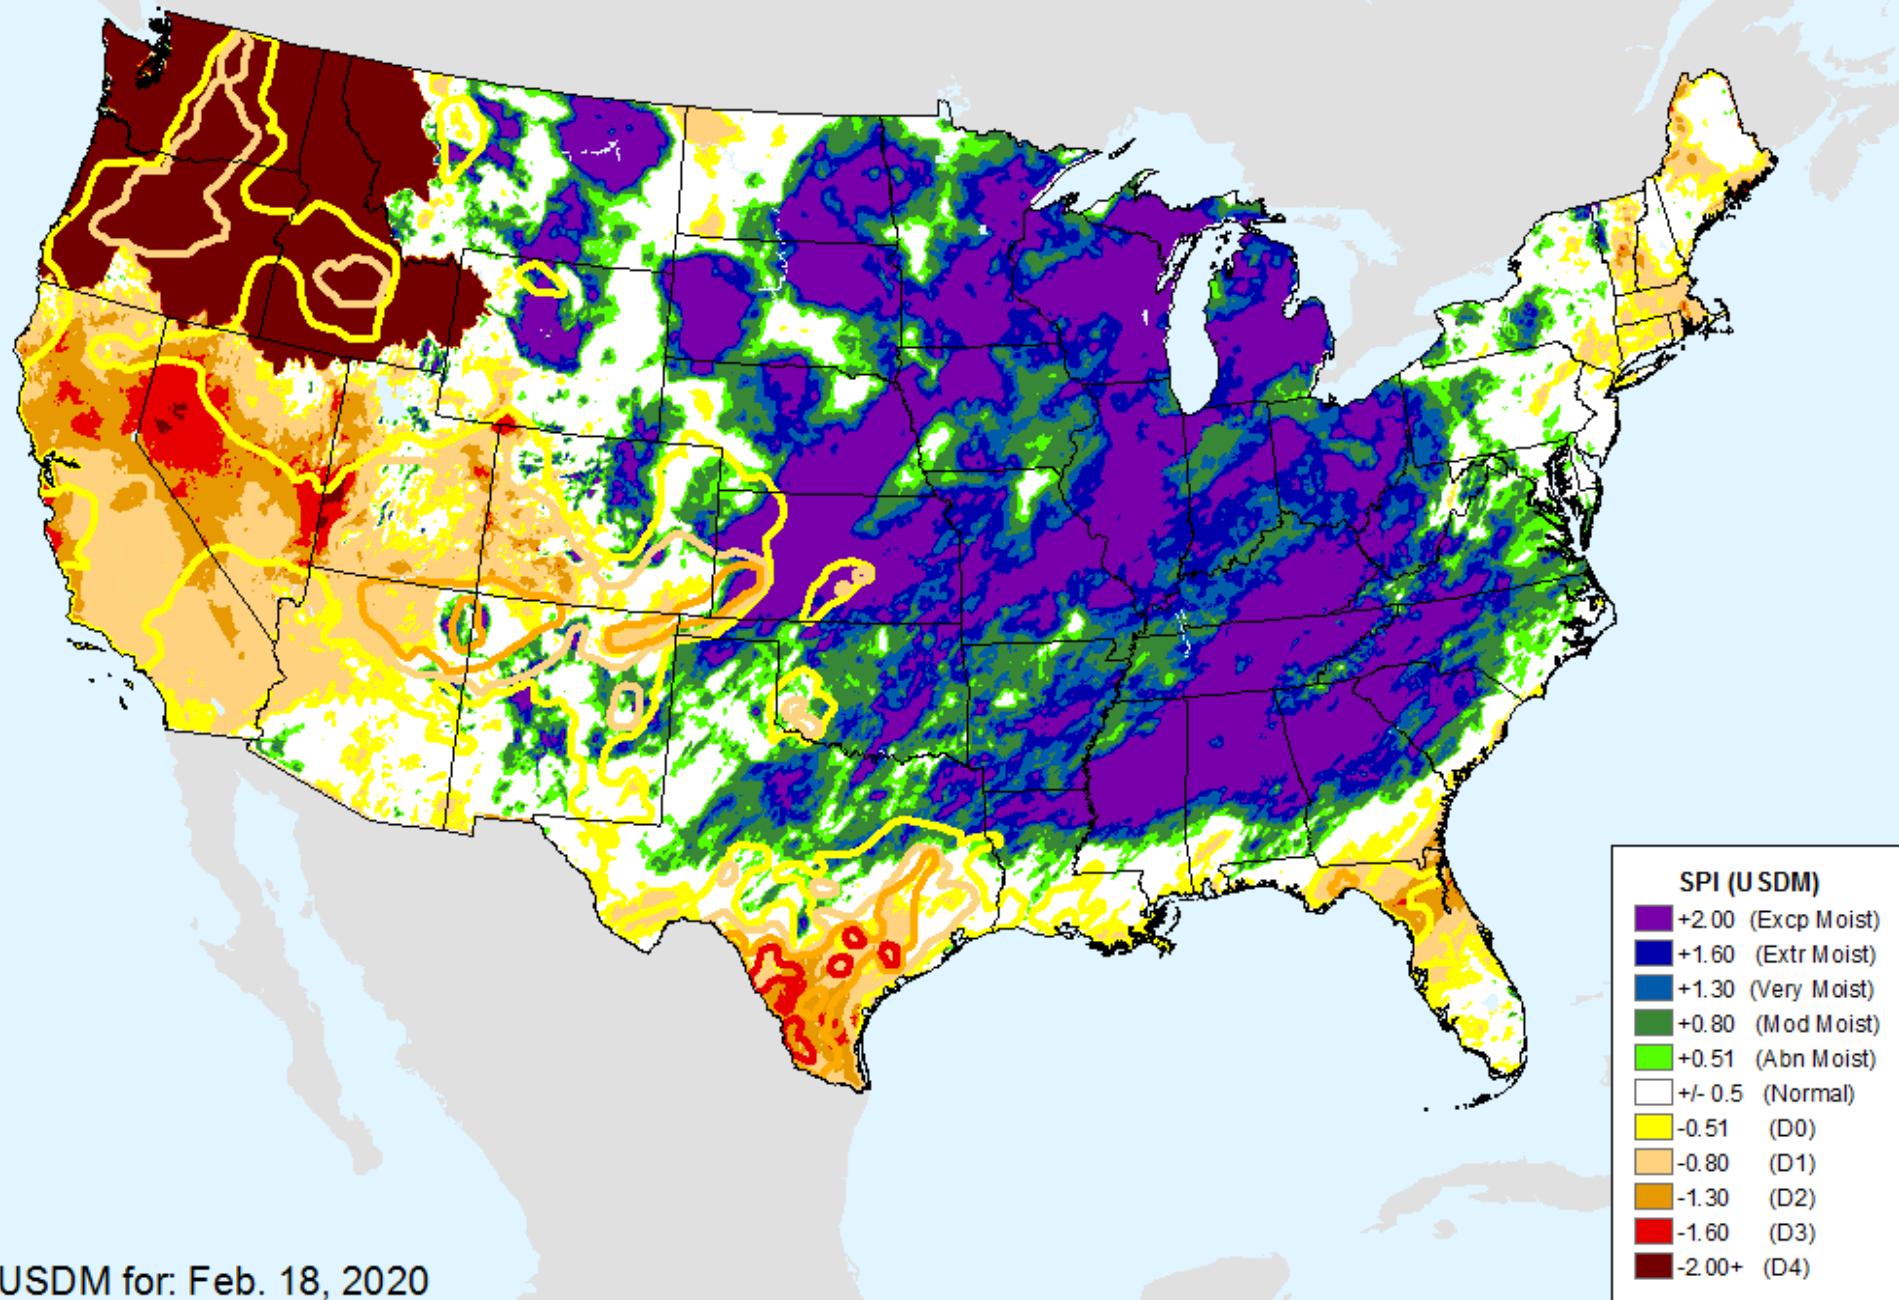 SPI (USDM)
+2.00 (Excp Moist)
+1.60 (Extr Moist)
+1.30 (Very Moist)
+0.80 (Mod Moist)
+0.51 (Abn Moist)
+/- 0.5 (Normal)
-0.51 (D0)
-0.80 (D1)
-1.30 (D2)
-1.60 (D3)
-2.00+ (D4)
USDM for: Feb. 18, 2020